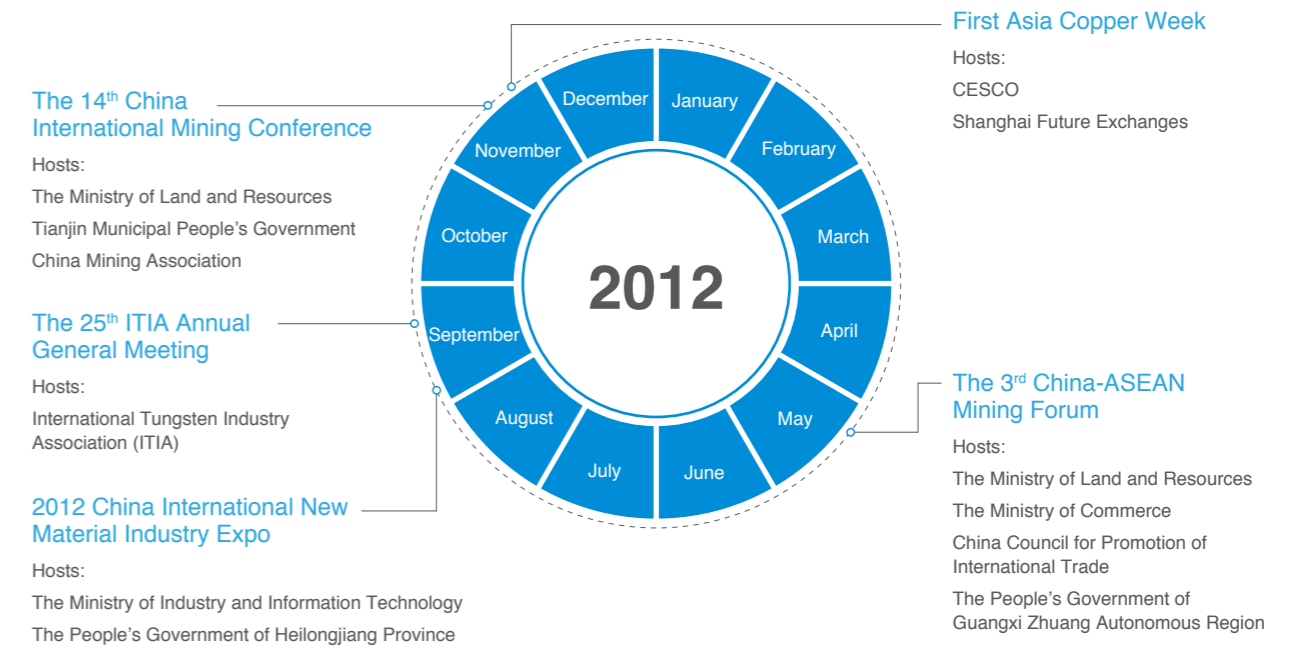 First Asia Copper Week
Hosts:
CESCO
Shanghai Future Exchanges
The 14th China
International Mining Conference
Hosts:
The Ministry of Land and Resources
Tianjin Municipal People's Government
China Mining Association
The 25th ITIA Annual
General Meeting
Hosts:
International Tungsten Industry
Association (ITIA)
2012 China International New
Material Industry Expo
Hosts:
The Ministry of Industry and Information Technology
The People's Government of Heilongjiang Province
January
February
March
April
May
June
July
August
September
October
November
December
2012
The 3rd China-ASEAN
Mining Forum
Hosts:
The Ministry of Land and Resources
The Ministry of Commerce
China Council for Promotion of
International Trade
The People's Government of
Guangxi Zhuang Autonomous Region